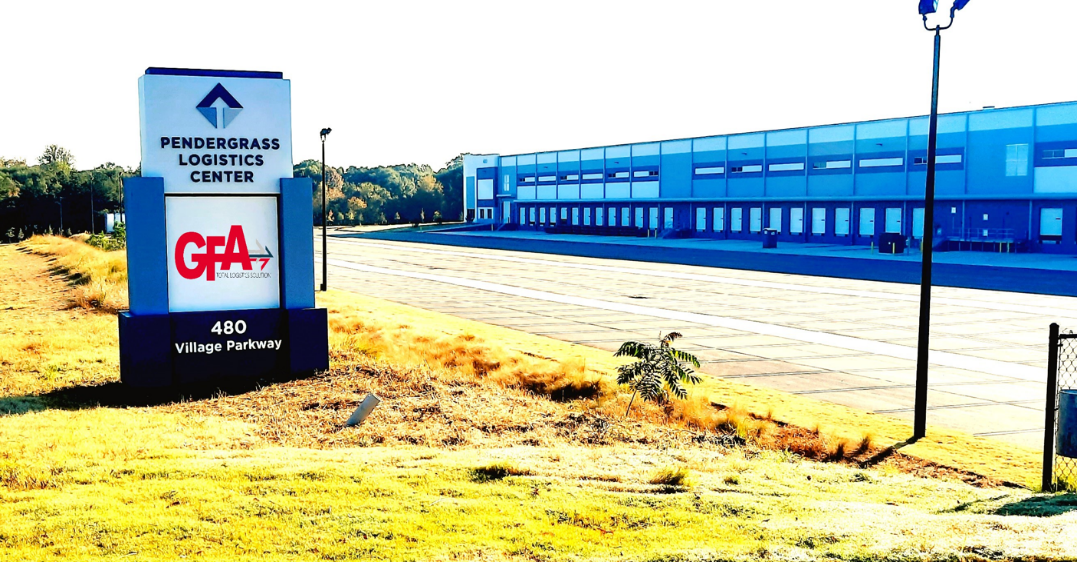 PENDERGRASS
LOGISTICS
CENTER
GFA
TOTAL LOGISTICS SOLUTION
480
Village Parkway